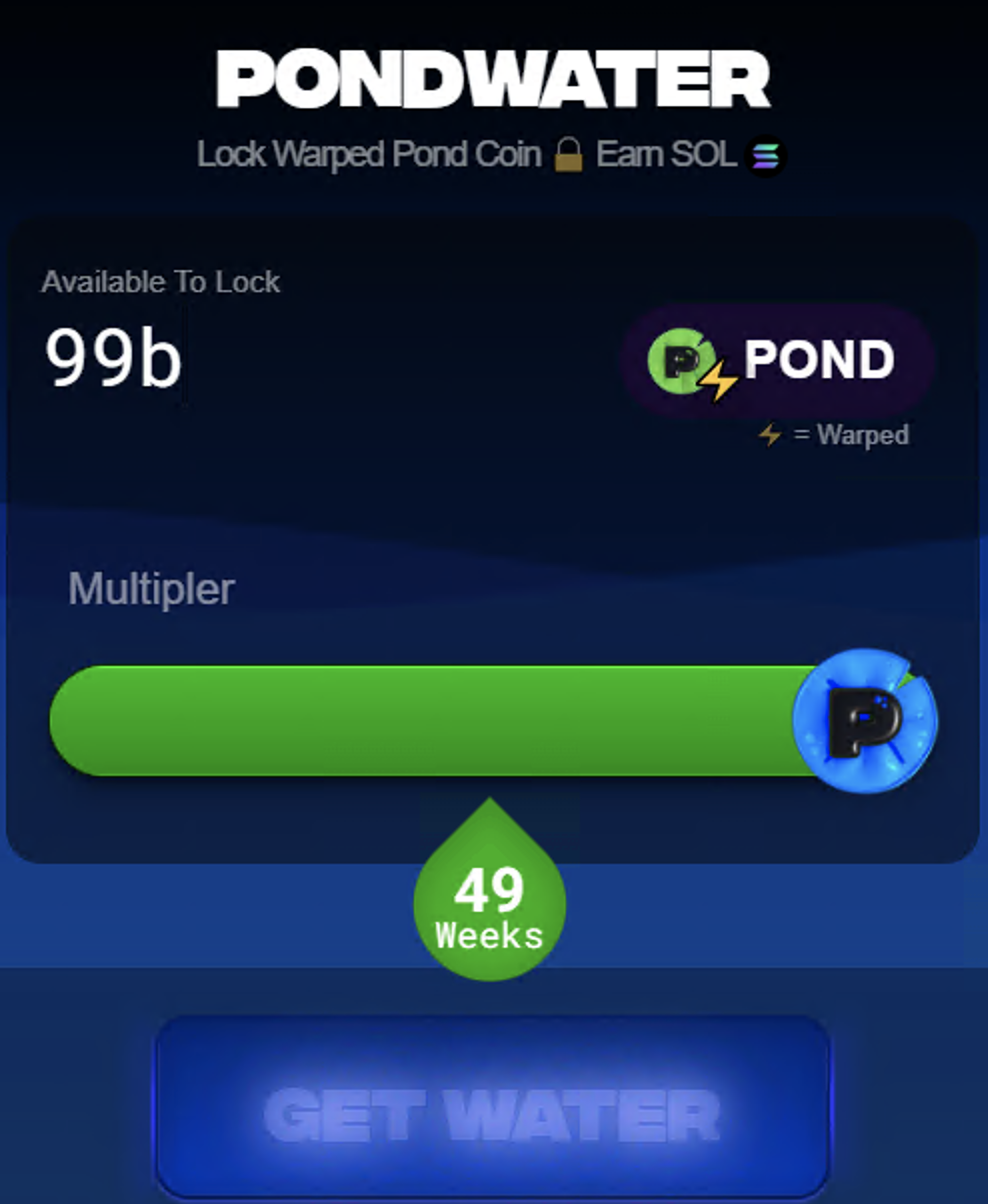 PONDWATER
Lock Warped Pond Coin 🔒 Earn SOL
Available To Lock
99b
P⚡POND
⚡ = Warped
Multipler
P
49
Weeks
GET WATER